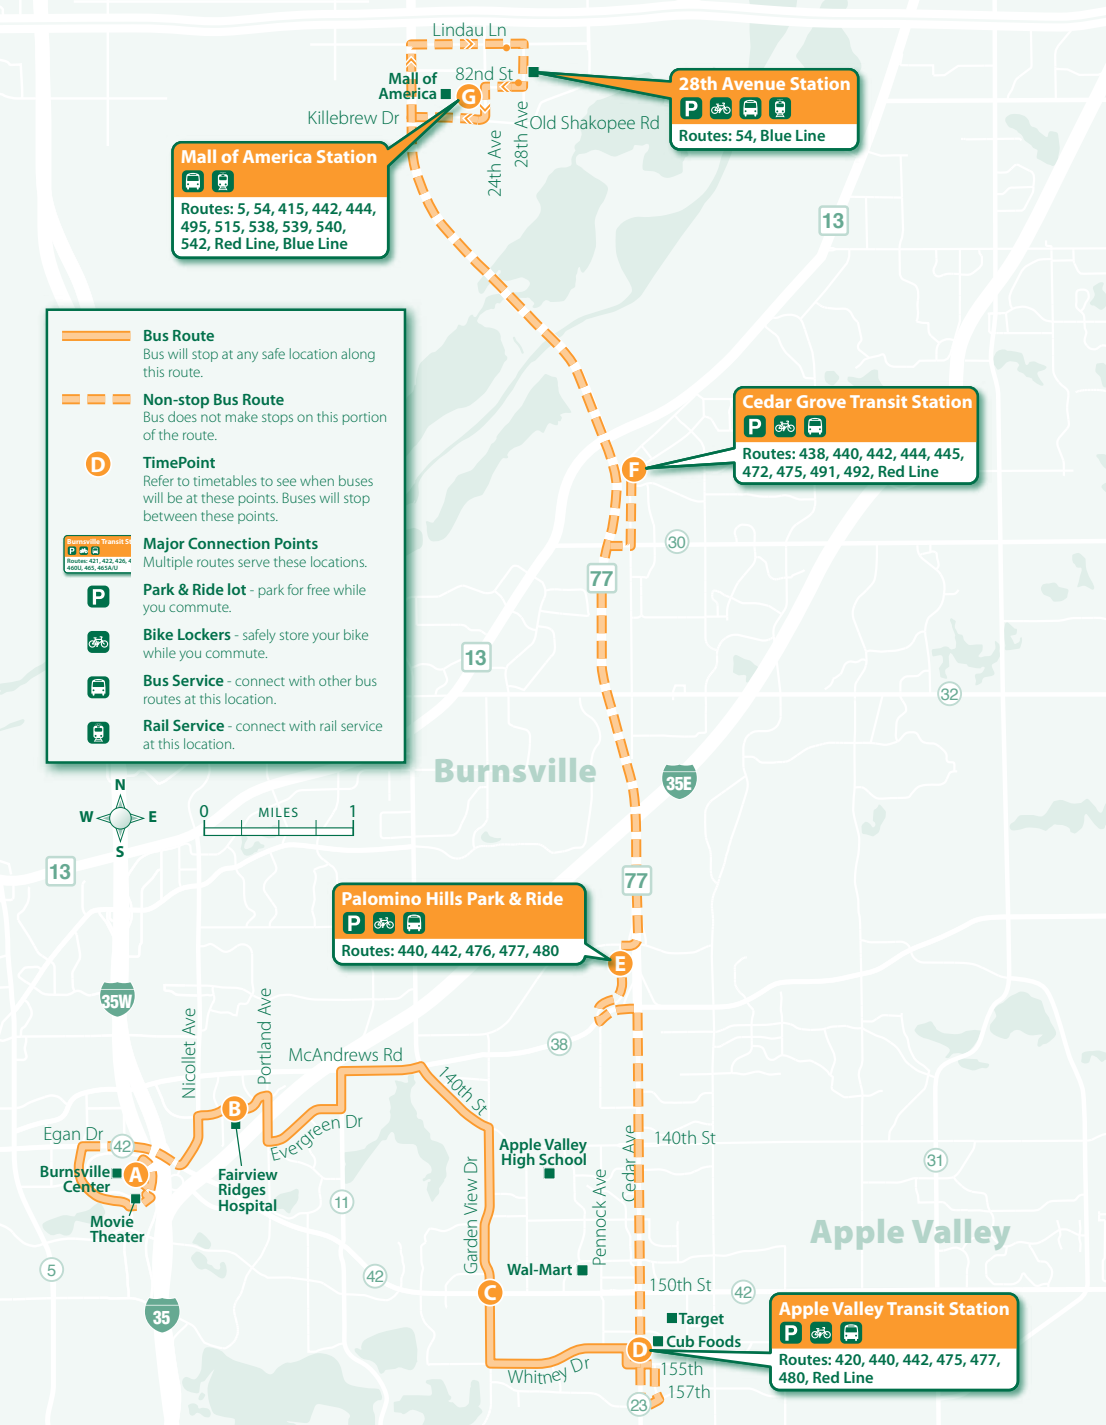 Lindau Ln
82nd St
Mall of
America
G
Killebrew Dr
24th Ave
28th Ave
Old Shakopee Rd
28th Avenue Station
P
Routes: 54, Blue Line
Mall of America Station
Routes: 5, 54, 415, 442, 444,
495, 515, 538, 539, 540,
542, Red Line, Blue Line
13
Bus Route
Bus will stop at any safe location along
this route.
Non-stop Bus Route
Bus does not make stops on this portion
of the route.
D
TimePoint
Refer to timetables to see when buses
will be at these points. Buses will stop
between these points.
Burnsville Transit St
P
Routes: 421, 422, 426, 4
460U, 465, 465A/U
Major Connection Points
Multiple routes serve these locations.
P
Park & Ride lot - park for free while
you commute.
Bike Lockers - safely store your bike
while you commute.
Bus Service - connect with other bus
routes at this location.
Rail Service - connect with rail service
at this location.
Cedar Grove Transit Station
P
Routes: 438, 440, 442, 444, 445,
472, 475, 491, 492, Red Line
F
30
77
13
32
Burnsville
35E
N
W
E
S
0
MILES
1
13
77
Palomino Hills Park & Ride
P
Routes: 440, 442, 476, 477, 480
E
35W
38
Nicollet Ave
Portland Ave
McAndrews Rd
140th St
B
Evergreen Dr
Egan Dr
42
Burnsville
Center
A
Movie
Theater
Fairview
Ridges
Hospital
11
Apple Valley
High School
Garden View Dr
Pennock Ave
Cedar Ave
140th St
31
Apple Valley
5
42
35
Wal-Mart
C
150th St
42
Target
Cub Foods
D
Whitney Dr
155th
157th
23
Apple Valley Transit Station
P
Routes: 420, 440, 442, 475, 477,
480, Red Line